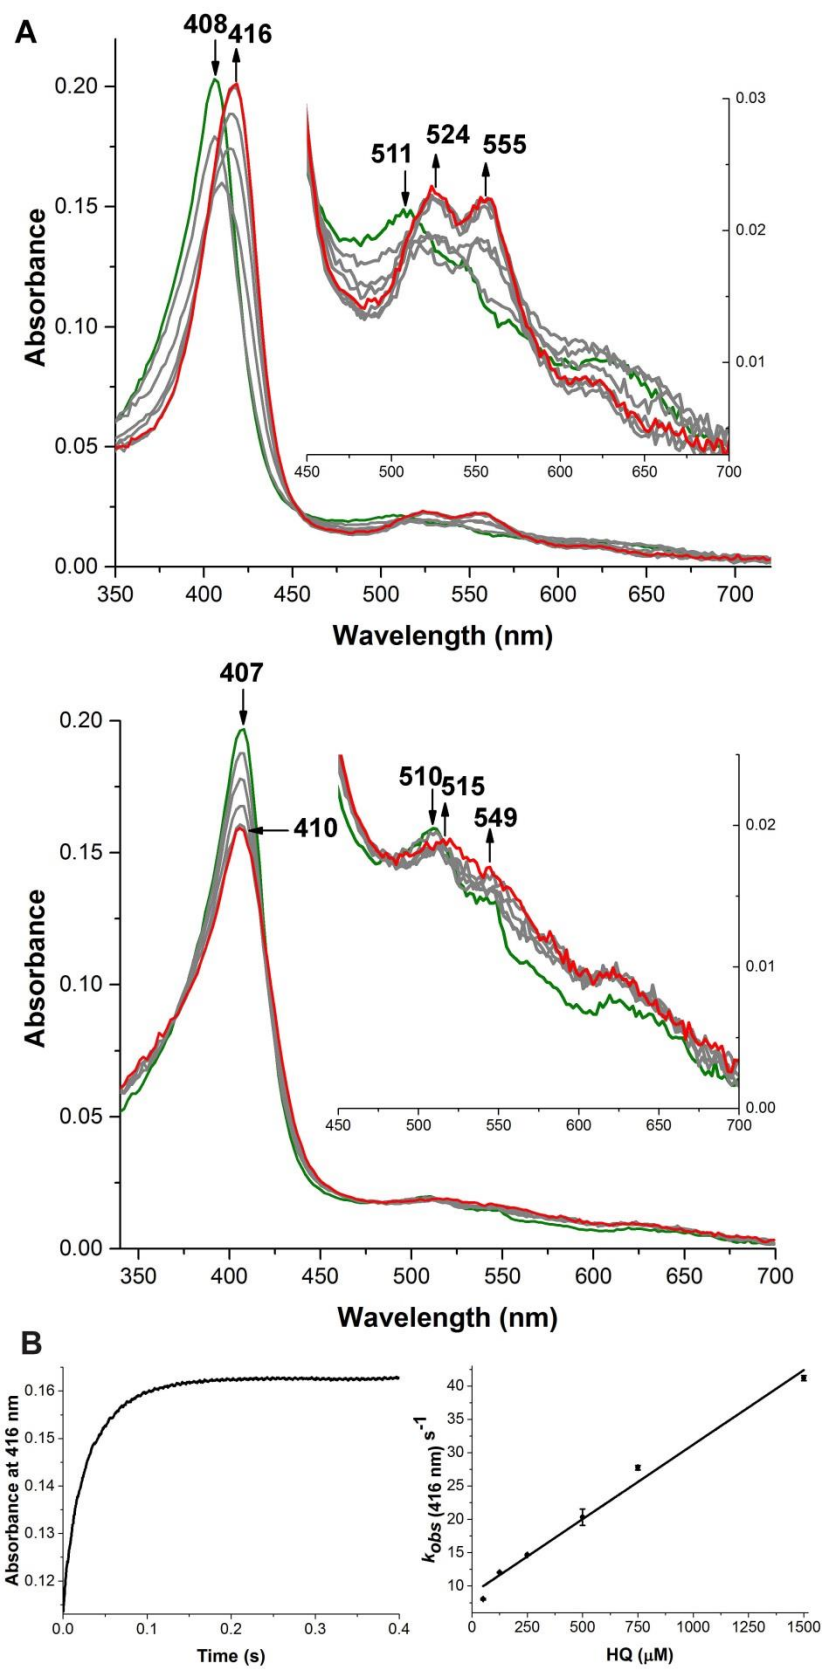 A
408 416
0.20
0.15
0.10
0.05
0.00
Absorbance
511 524 555
0.03
0.02
0.01
450 500 550 600 650 700
350 400 450 500 550 600 650 700
Wavelength (nm)
407
0.20
0.15
0.10
0.05
0.00
Absorbance
410
510 515 549
0.02
0.01
0.00
450 500 550 600 650 700
350 400 450 500 550 600 650 700
Wavelength (nm)
B
0.16
0.15
0.14
0.13
0.12
Absorbance at 416 nm
0.0 0.1 0.2 0.3 0.4
Time (s)
40
35
30
25
20
15
10
kobs (416 nm) s-1
0 250 500 750 1000 1250 1500
HQ (μM)